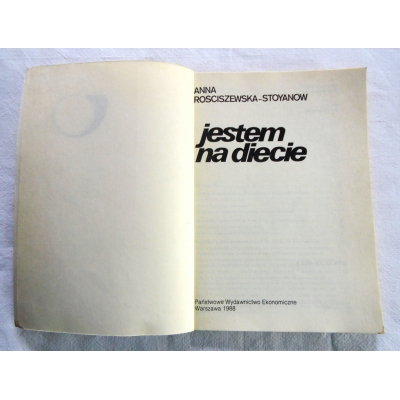 ANNA
ROŚCISZEWSKA-STOYANOW
jestem
na diecie
Państwowe Wydawnictwo Ekonomiczne
Warszawa 1988